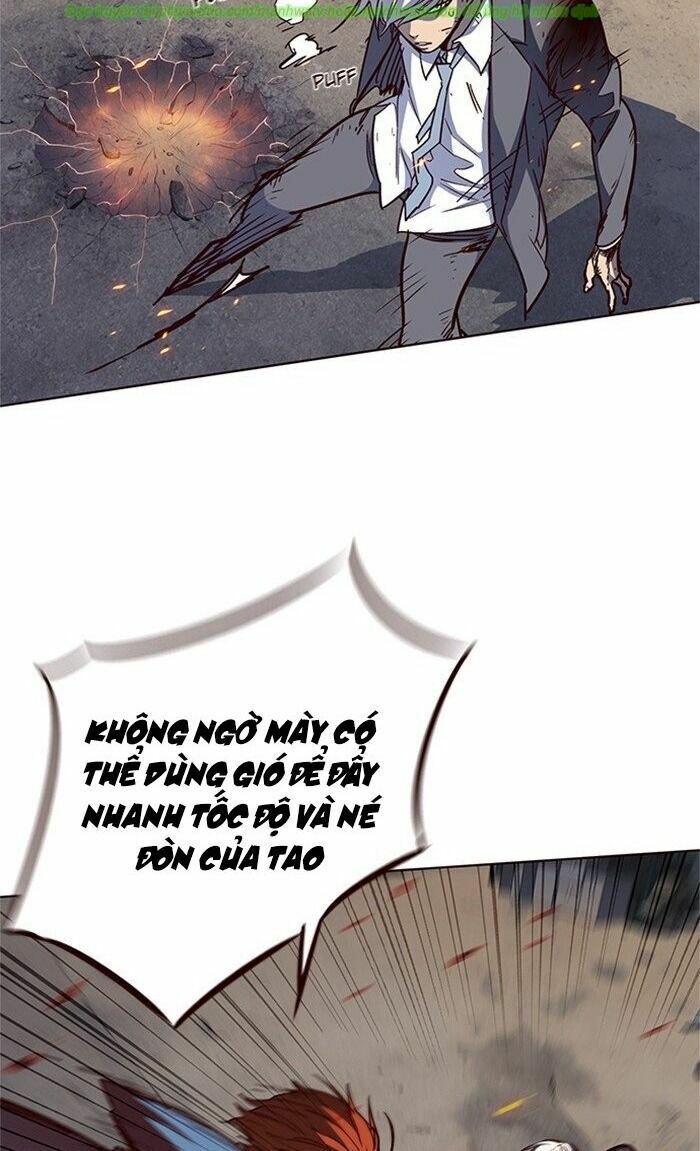 PUFF
KHÔNG NGỜ MÀY CÓ
THỂ DÙNG GIÓ ĐỂ ĐẨY
NHANH TỐC ĐỘ VÀ NÉ
ĐÒN CỦA TAO